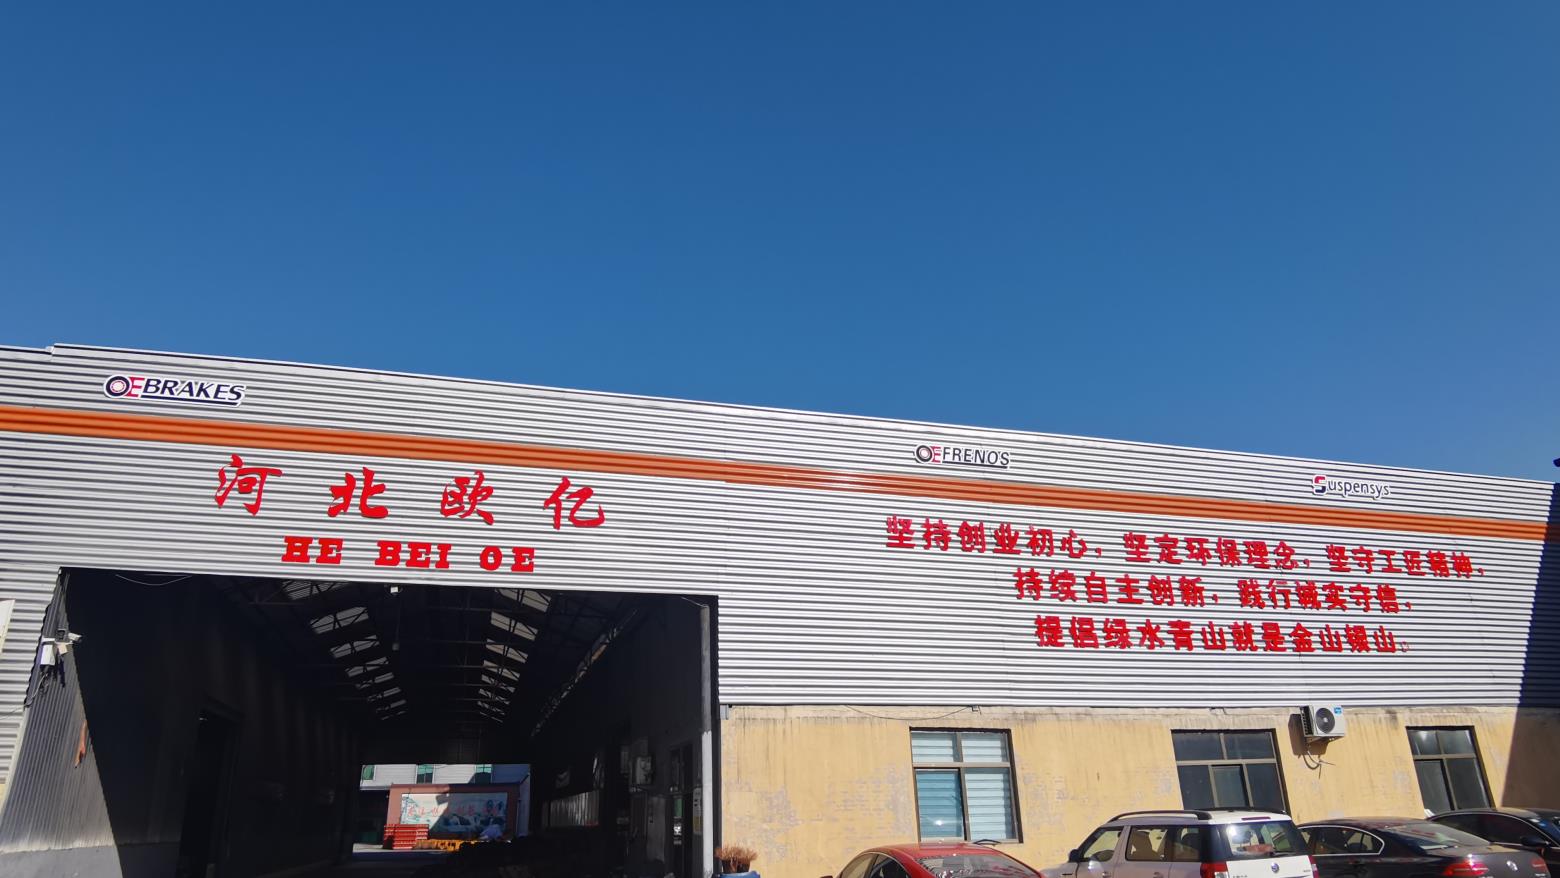 OEBRAKES
OEFRENO'S
Suspensys
河北欧亿
HE BEI OE
坚持创业初心，坚定环保理念，坚守工匠精神，
持续自主创新，践行诚实守信，
提倡绿水青山就是金山银山。